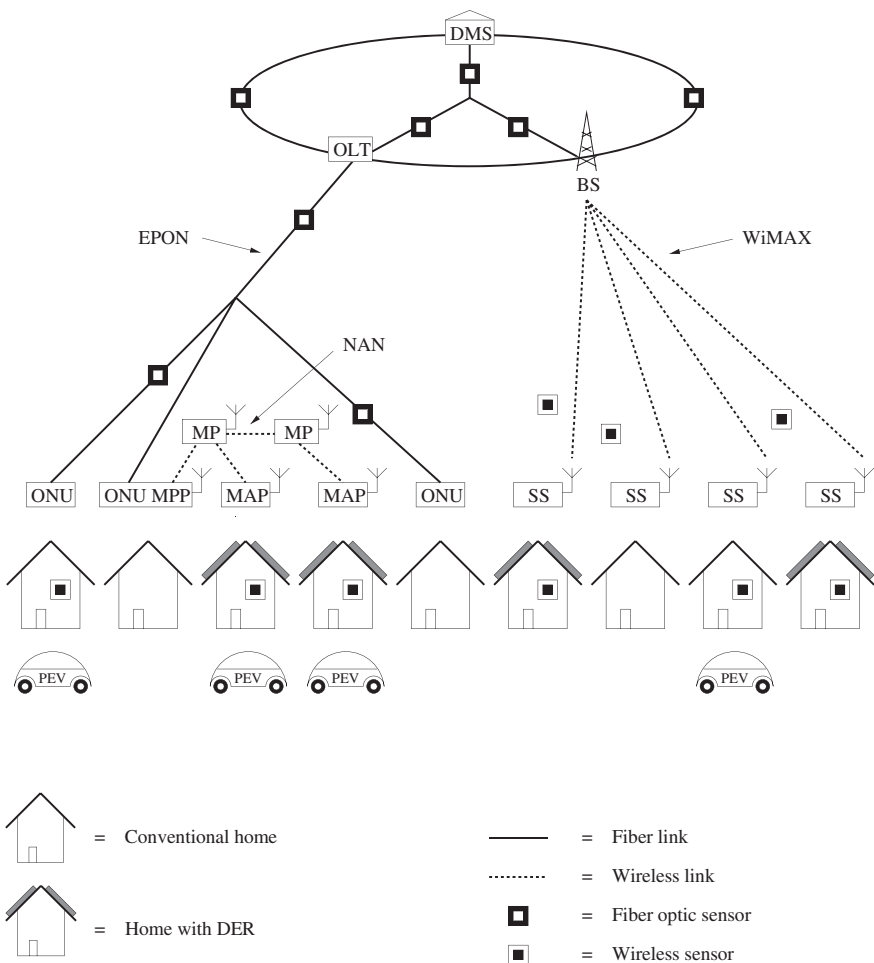 DMS
OLT
BS
EPON
WiMAX
NAN
MP MP
ONU ONU MPP MAP MAP ONU SS SS SS SS
PEV PEV PEV PEV
= Conventional home
= Fiber link
= Wireless link
= Fiber optic sensor
= Home with DER
= Wireless sensor